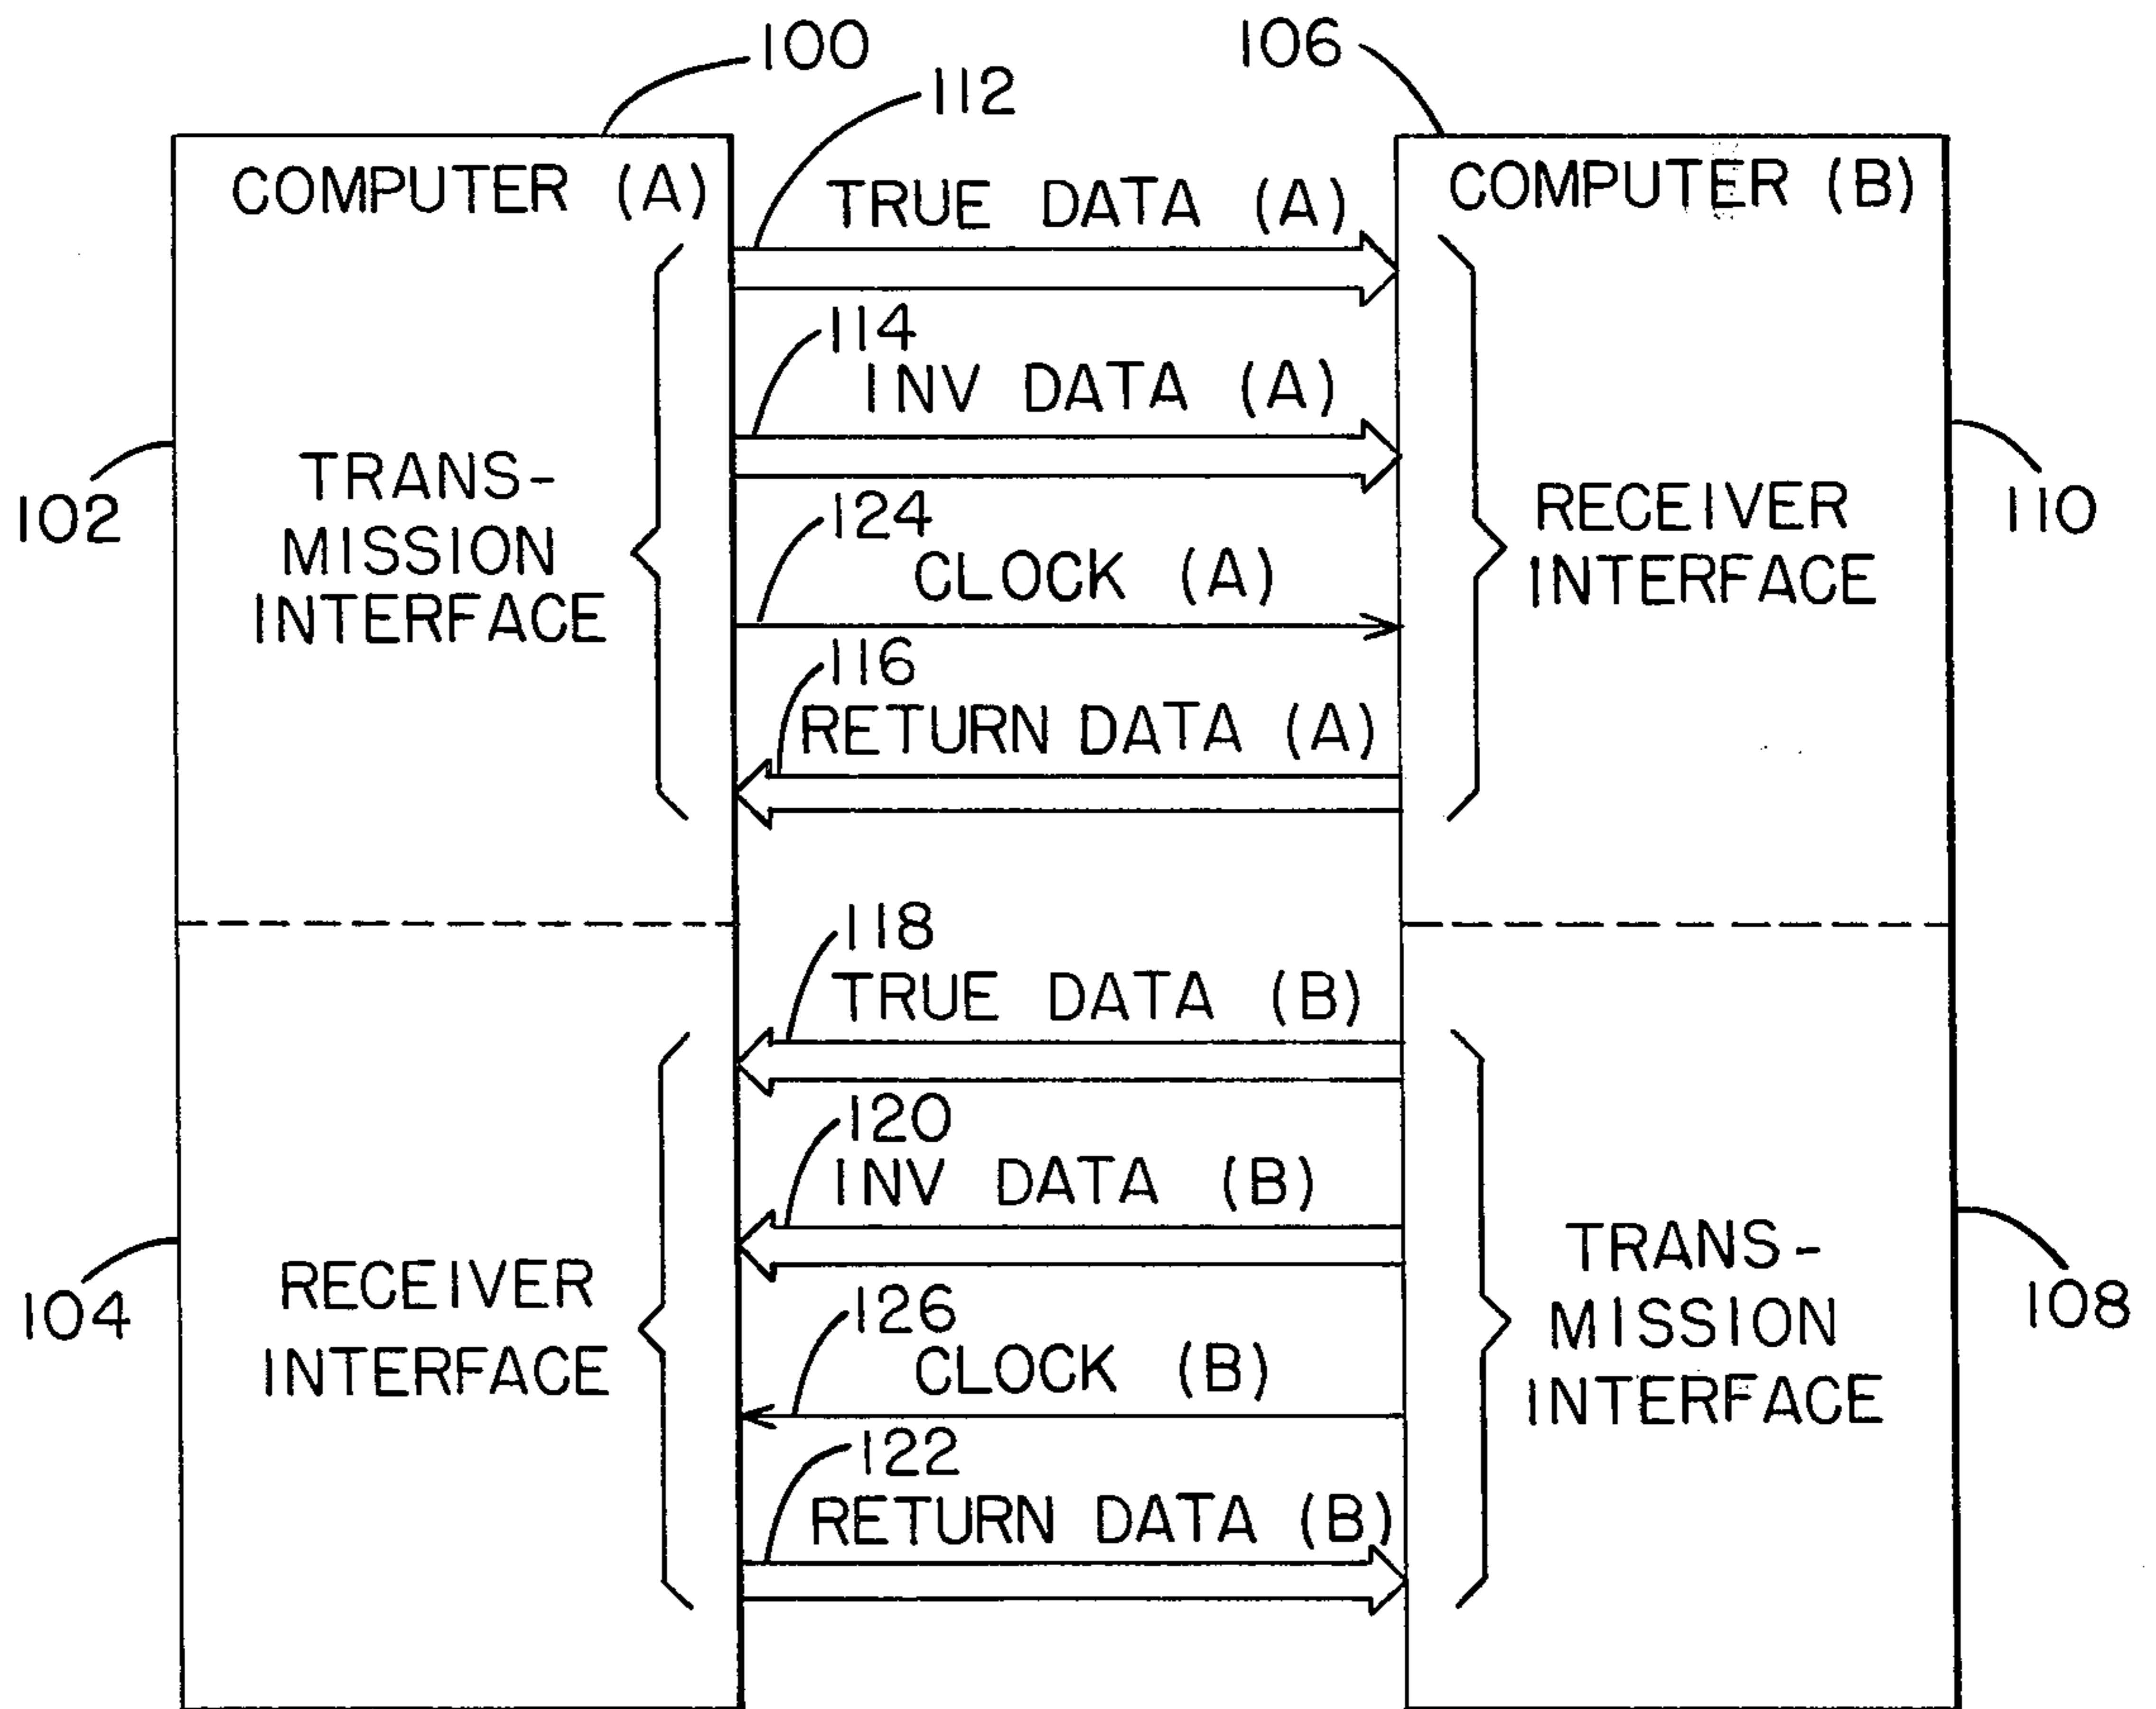 100
106
112
COMPUTER (A)
TRUE DATA (A)
COMPUTER (B)
114
INV DATA (A)
102
TRANS-
MISSION
INTERFACE
124
CLOCK (A)
RECEIVER
INTERFACE
110
116
RETURN DATA (A)
118
TRUE DATA (B)
120
INV DATA (B)
104
RECEIVER
INTERFACE
126
CLOCK (B)
TRANS-
MISSION
INTERFACE
108
122
RETURN DATA (B)